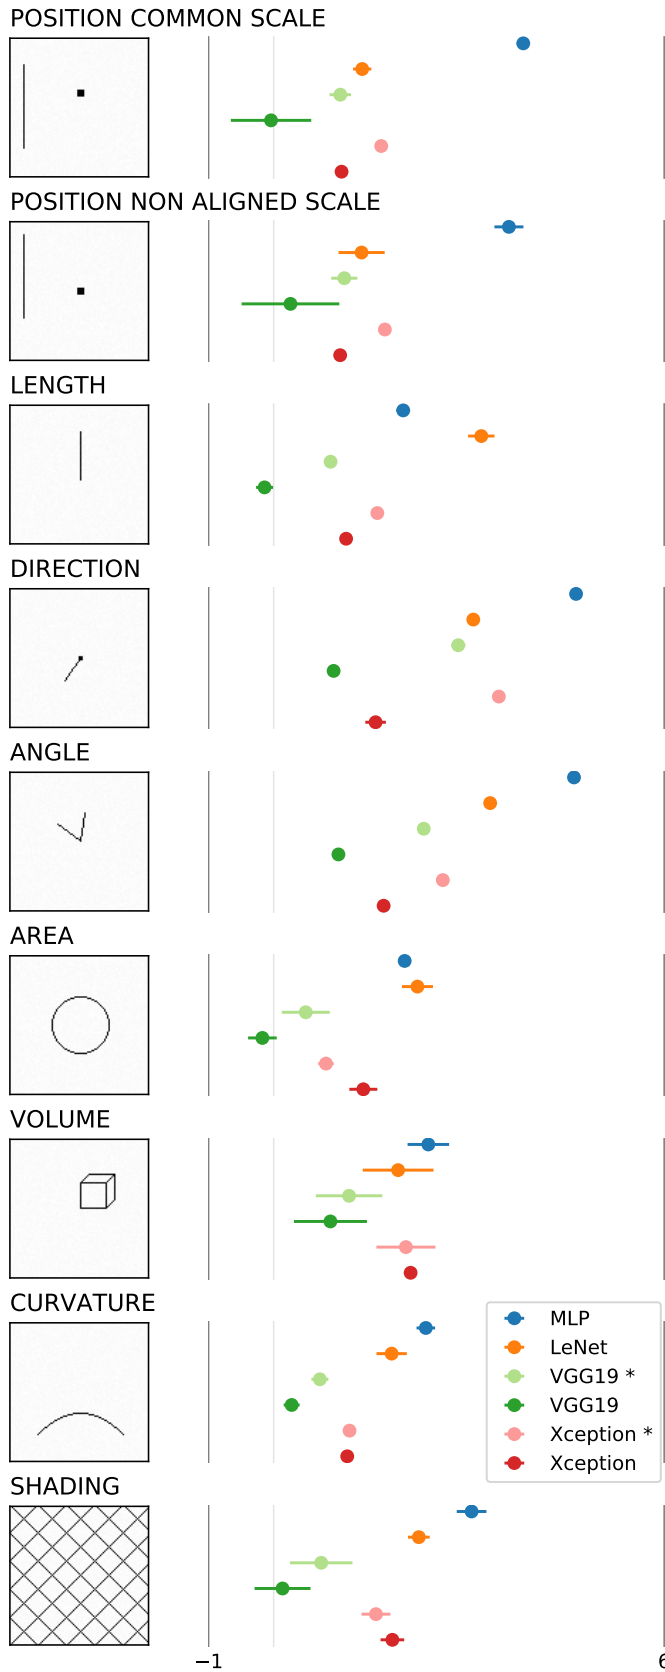 POSITION COMMON SCALE
POSITION NON ALIGNED SCALE
LENGTH
DIRECTION
ANGLE
AREA
VOLUME
CURVATURE
MLP
LeNet
VGG19 *
VGG19
Xception *
Xception
SHADING
−1 6